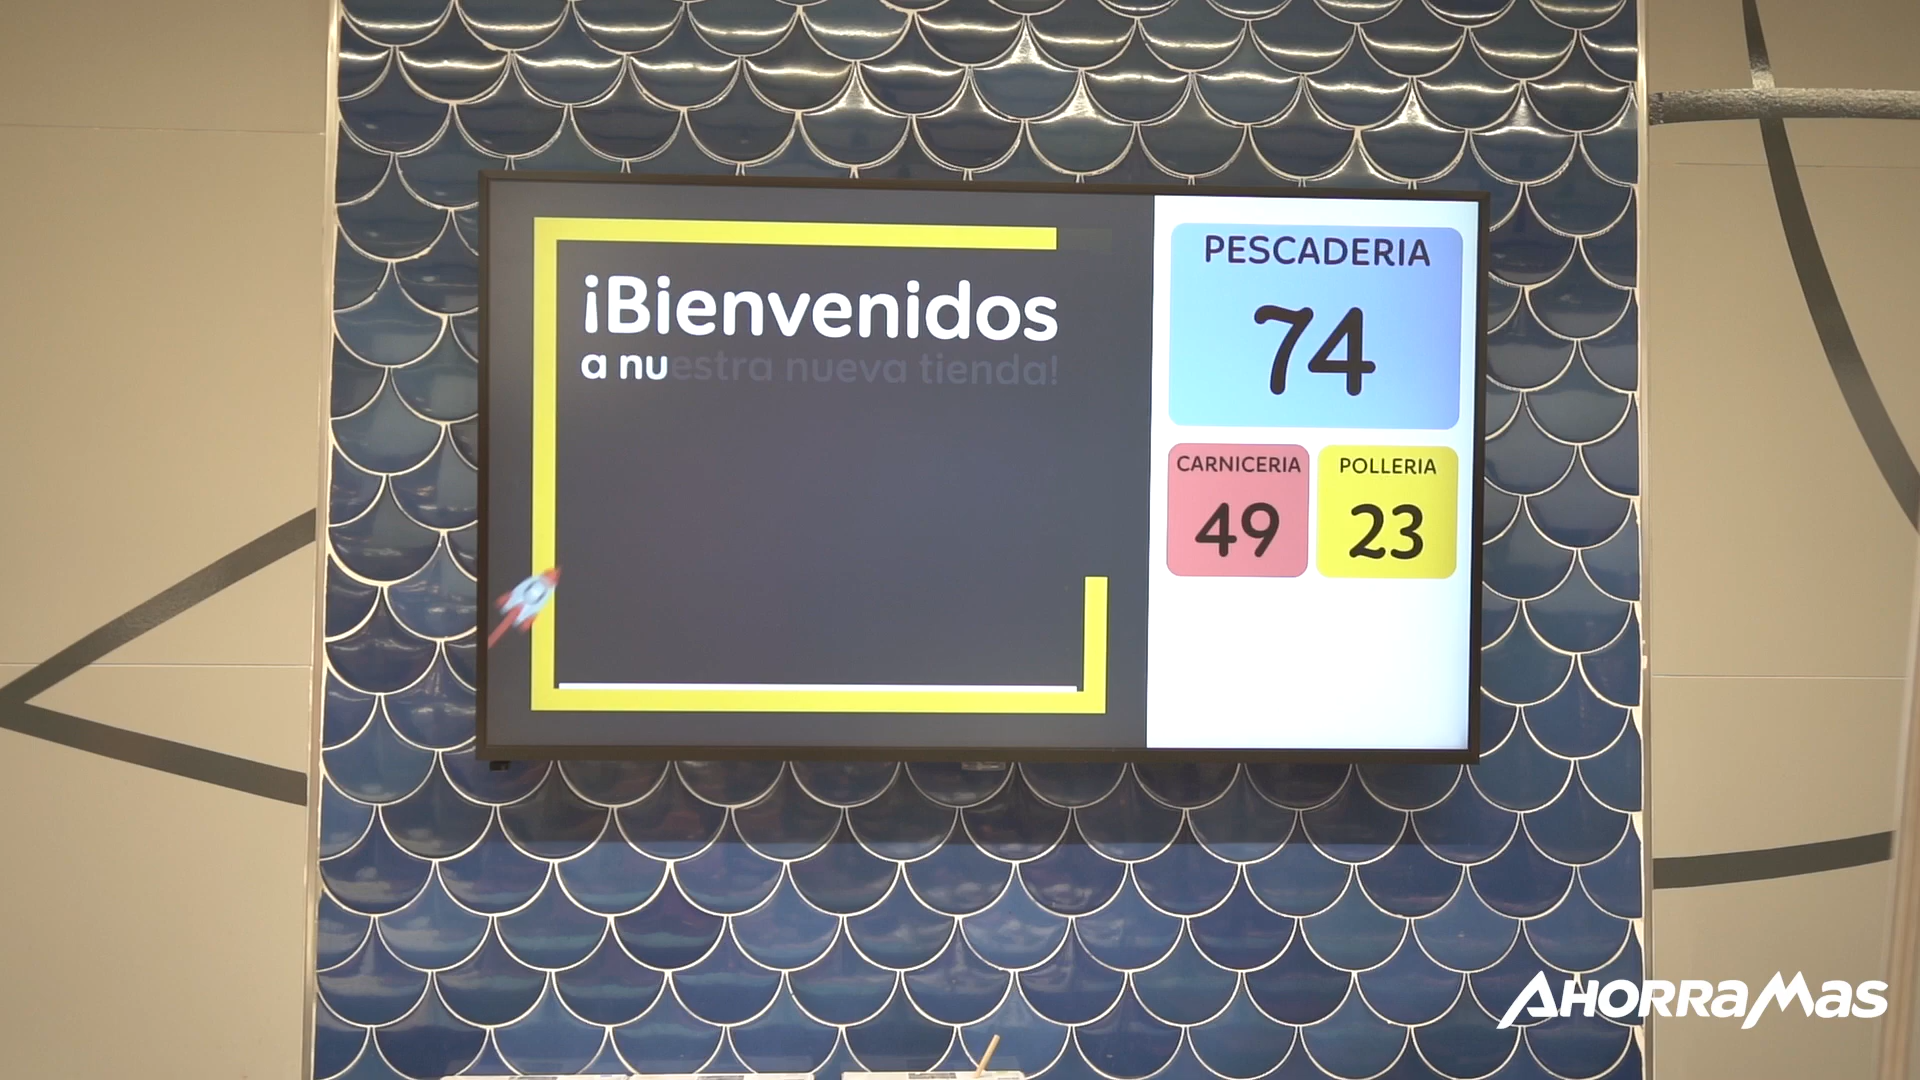 ¡Bienvenidos
a nuestra nueva tienda!
PESCADERIA
74
CARNICERIA
49
POLLERIA
23
AHORRAMAS